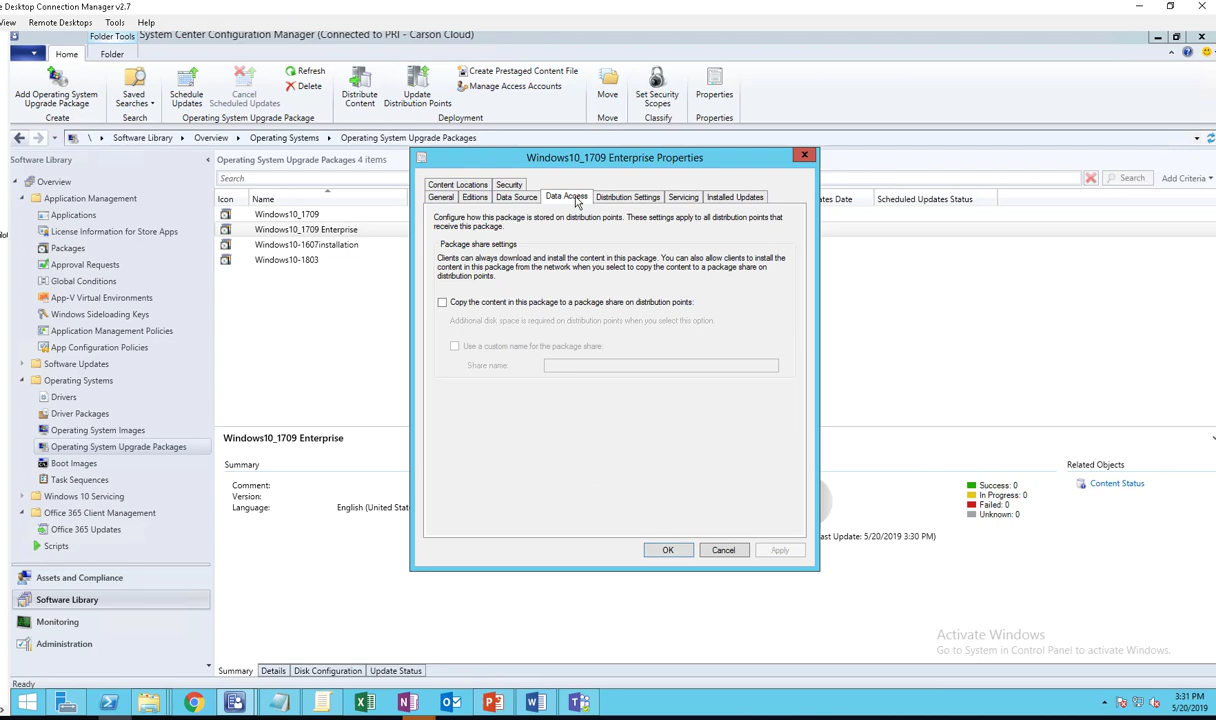 e Desktop Connection Manager v2.7
View Remote Desktops Tools Help
Folder Tools System Center Configuration Manager (Connected to PRI - Carson Cloud)
Home Folder
Add Operating System Upgrade Package
Saved Searches
Schedule Updates
Cancel Scheduled Updates
Refresh
Delete
Distribute Content
Update Distribution Points
Create Prestaged Content File
Manage Access Accounts
Move
Set Security Scopes
Properties
Create Search Operating System Upgrade Package Deployment Move Classify Properties
\ Software Library Overview Operating Systems Operating System Upgrade Packages
Software Library
Overview
Application Management
Applications
License Information for Store Apps
Packages
Approval Requests
Global Conditions
App-V Virtual Environments
Windows Sideloading Keys
Application Management Policies
App Configuration Policies
Software Updates
Operating Systems
Drivers
Driver Packages
Operating System Images
Operating System Upgrade Packages
Boot Images
Task Sequences
Windows 10 Servicing
Office 365 Client Management
Office 365 Updates
Scripts
Assets and Compliance
Software Library
Monitoring
Administration
Ready
Operating System Upgrade Packages 4 items
Search
Search Add Criteria
Icon Name
ates Date Scheduled Updates Status
Windows10_1709
Windows10_1709 Enterprise
Windows10-1607installation
Windows10-1803
Windows10_1709 Enterprise Properties
Content Locations Security
General Editions Data Source Data Access Distribution Settings Servicing Installed Updates
Configure how this package is stored on distribution points. These settings apply to all distribution points that
receive this package.
Package share settings
Clients can always download and install the content in this package. You can also allow clients to install the
content in this package from the network when you select to copy the content to a package share on
distribution points.
Copy the content in this package to a package share on distribution points:
Additional disk space is required on distribution points when you select this option.
Use a custom name for the package share:
Share name:
OK Cancel Apply
Windows10_1709 Enterprise
Summary
Comment:
Version:
Language: English (United Stat
Related Objects
Content Status
Success: 0
In Progress: 0
Failed: 0
Unknown: 0
ast Update: 5/20/2019 3:30 PM)
Activate Windows
Go to System in Control Panel to activate Windows.
Summary Details Disk Configuration Update Status
3:31 PM
5/20/2019